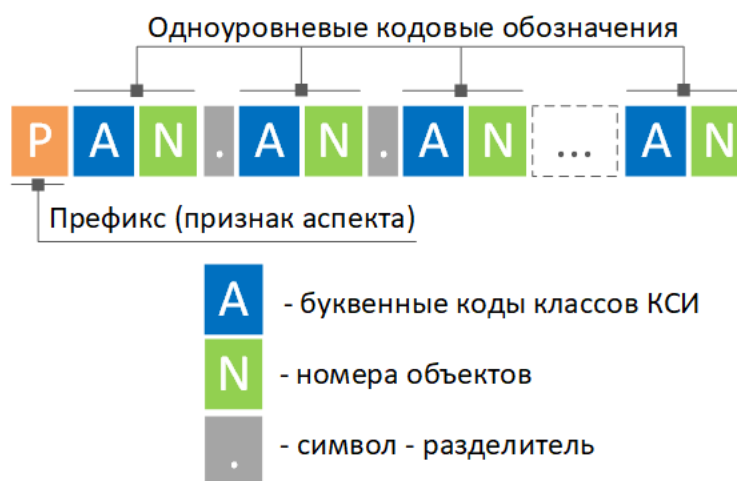 Одноуровневые кодовые обозначения
P A N . A N . A N ... A N
Префикс (признак аспекта)
A - буквенные коды классов КСИ
N - номера объектов
. - символ - разделитель